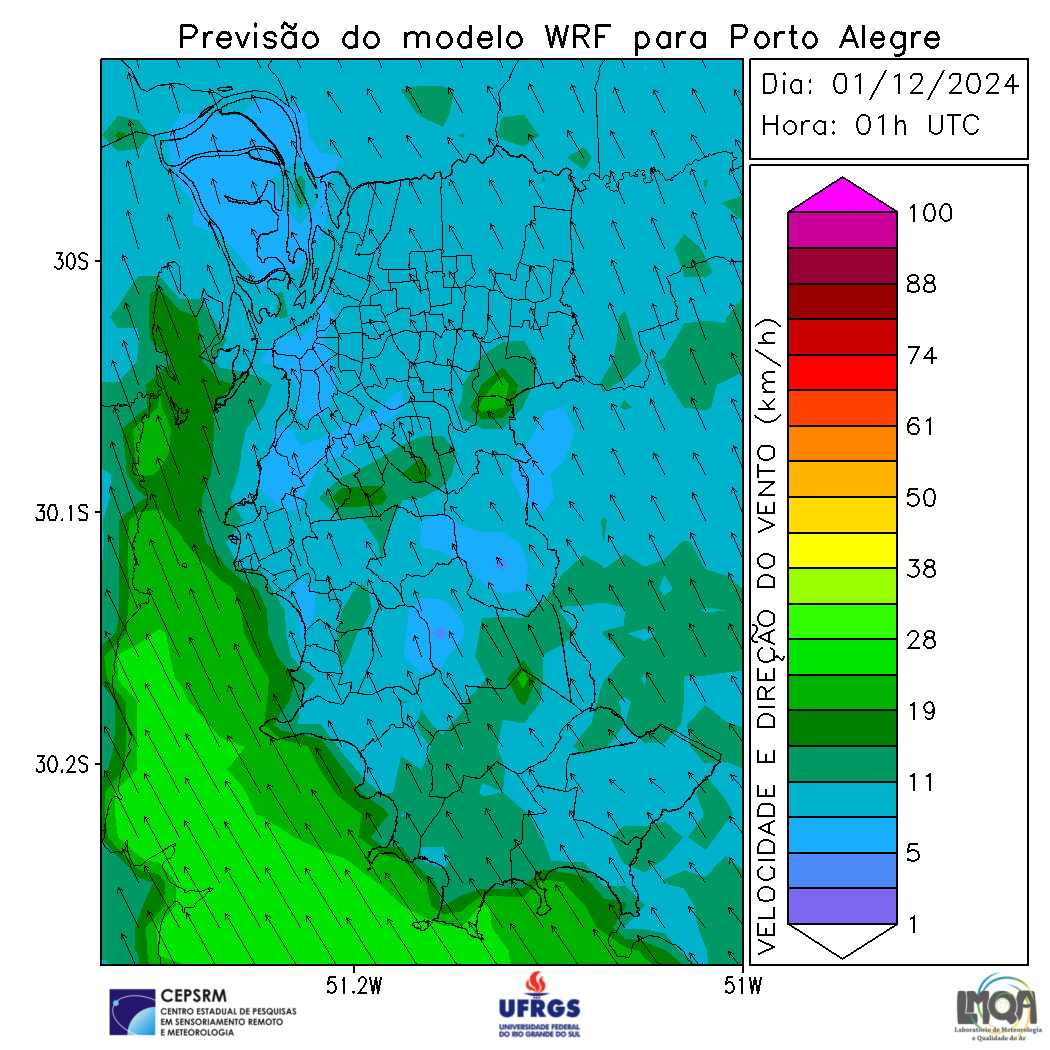 Previsão do modelo WRF para Porto Alegre
Dia: 01/12/2024
Hora: 01h UTC
30S
30.1S
30.2S
51.2W
51W
VELOCIDADE E DIREÇÃO DO VENTO (km/h)
100
88
74
61
50
38
28
19
11
5
1
CEPSRM
CENTRO ESTADUAL DE PESQUISAS
EM SENSORIAMENTO REMOTO
E METEOROLOGIA
UFRGS
UNIVERSIDADE FEDERAL
DO RIO GRANDE DO SUL
LMQA
Laboratório de Meteorologia
e Qualidade do Ar